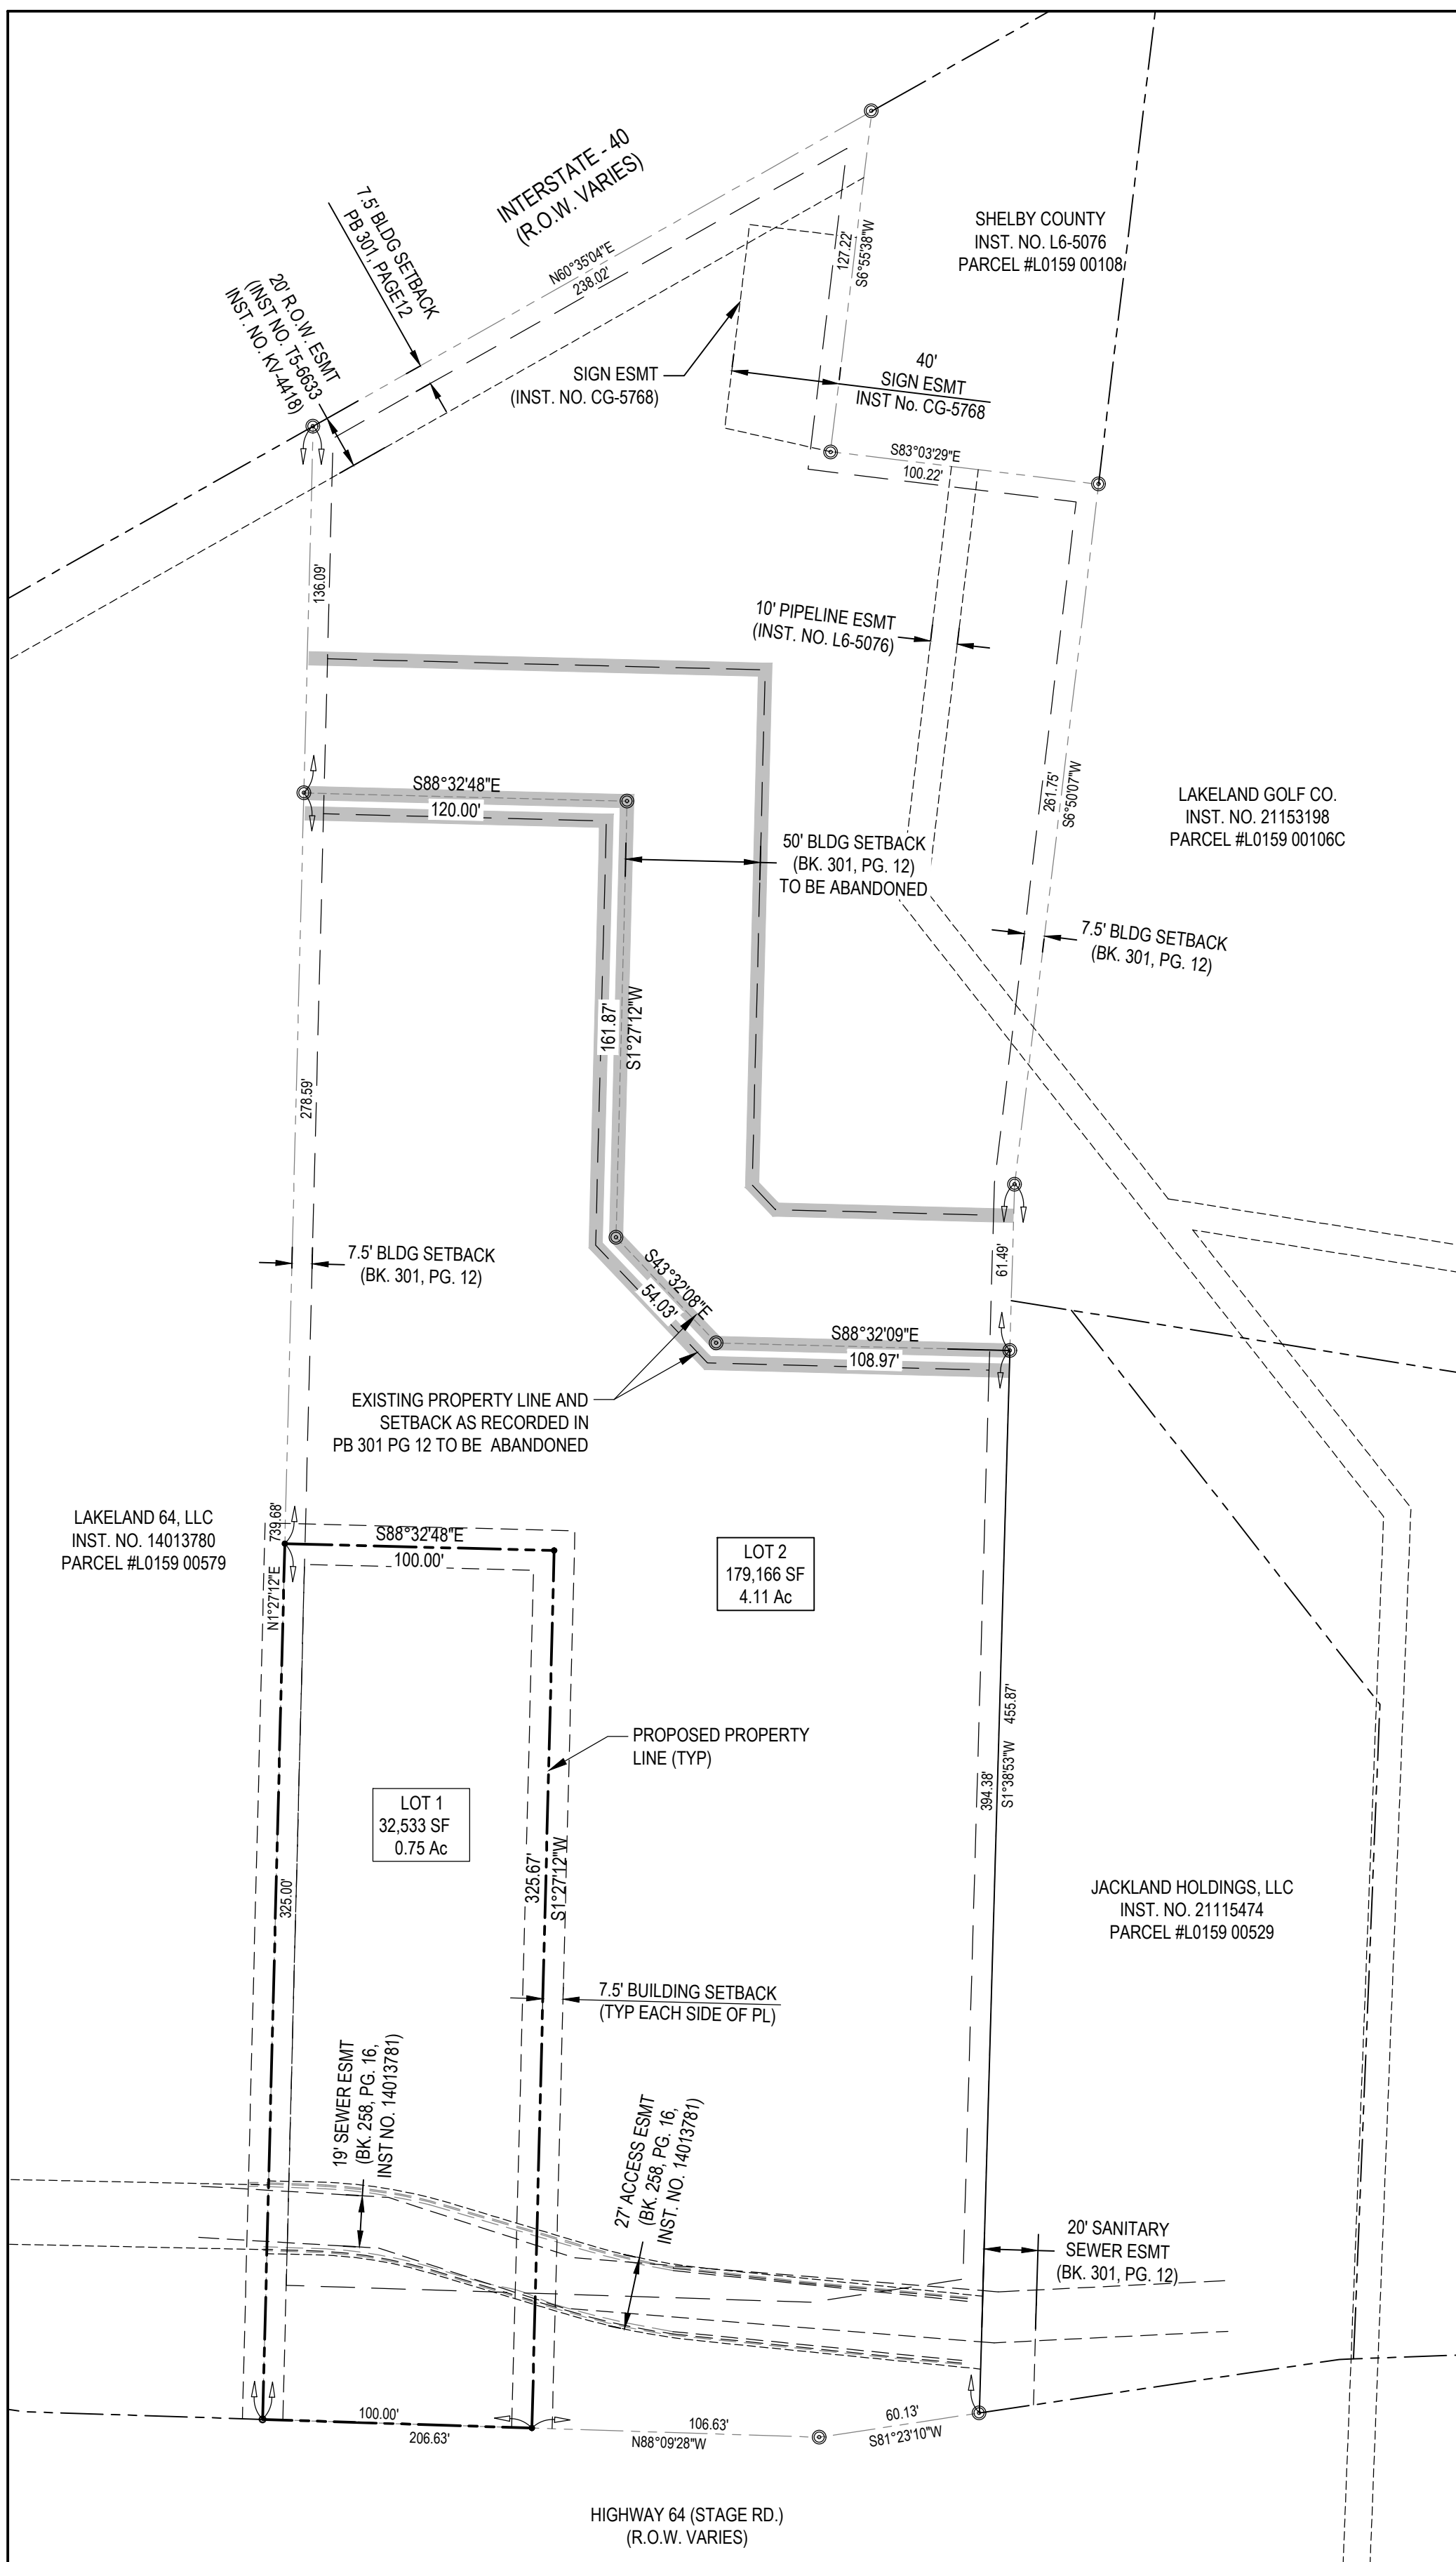 INTERSTATE - 40
(R.O.W. VARIES)
7.5' BLDG SETBACK
PB 301, PAGE12
20' R.O.W. ESMT
(INST NO. T5-6633
INST. NO. KV-4418)
N60°35'04"E
238.02'
127.22'
S6°55'38"W
SHELBY COUNTY
INST. NO. L6-5076
PARCEL #L0159 00108
SIGN ESMT
(INST. NO. CG-5768)
40'
SIGN ESMT
INST No. CG-5768
S83°03'29"E
100.22'
136.09'
10' PIPELINE ESMT
(INST. NO. L6-5076)
261.75'
S6°50'07"W
LAKELAND GOLF CO.
INST. NO. 21153198
PARCEL #L0159 00106C
S88°32'48"E
120.00'
50' BLDG SETBACK
(BK. 301, PG. 12)
TO BE ABANDONED
7.5' BLDG SETBACK
(BK. 301, PG. 12)
161.87'
S1°27'12"W
278.59'
7.5' BLDG SETBACK
(BK. 301, PG. 12)
S43°32'08"E
54.03'
61.49'
S88°32'09"E
108.97'
EXISTING PROPERTY LINE AND
SETBACK AS RECORDED IN
PB 301 PG 12 TO BE ABANDONED
LAKELAND 64, LLC
INST. NO. 14013780
PARCEL #L0159 00579
N1°27'12"E
739.68'
S88°32'48"E
100.00'
LOT 2
179,166 SF
4.11 Ac
PROPOSED PROPERTY
LINE (TYP)
394.38'
S1°38'53"W 455.87'
LOT 1
32,533 SF
0.75 Ac
325.00'
325.67'
S1°27'12"W
JACKLAND HOLDINGS, LLC
INST. NO. 21115474
PARCEL #L0159 00529
7.5' BUILDING SETBACK
(TYP EACH SIDE OF PL)
19' SEWER ESMT
(BK. 258, PG. 16,
INST NO. 14013781)
27' ACCESS ESMT
(BK. 258, PG. 16,
INST. NO. 14013781)
20' SANITARY
SEWER ESMT
(BK. 301, PG. 12)
100.00'
206.63'
106.63'
N88°09'28"W
60.13'
S81°23'10"W
HIGHWAY 64 (STAGE RD.)
(R.O.W. VARIES)